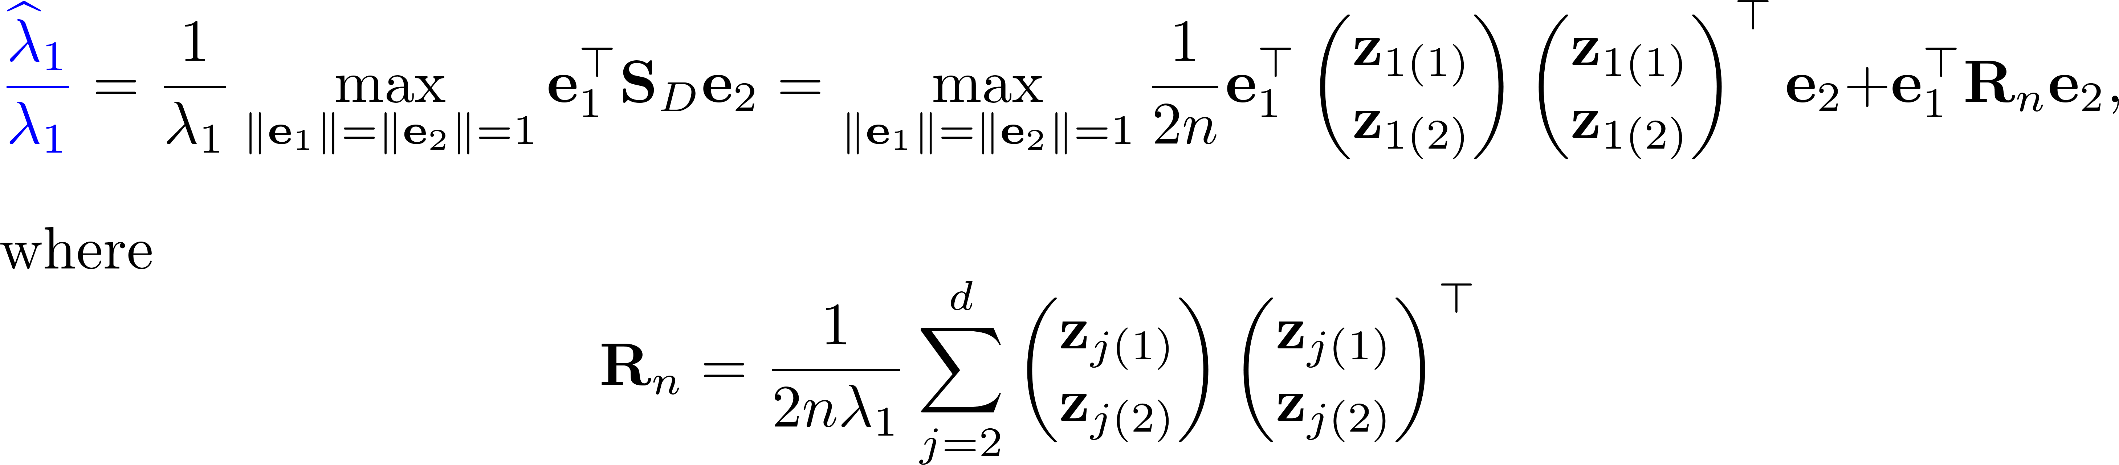 $\frac{\widehat{\lambda}_1}{\lambda_1} = \frac{1}{\lambda_1} \max_{\|\mathbf{e}_1\|=\|\mathbf{e}_2\|=1} \mathbf{e}_1^\top \mathbf{S}_D \mathbf{e}_2 = \max_{\|\mathbf{e}_1\|=\|\mathbf{e}_2\|=1} \frac{1}{2n} \mathbf{e}_1^\top \begin{pmatrix} \mathbf{z}_{1(1)} \\ \mathbf{z}_{1(2)} \end{pmatrix} \begin{pmatrix} \mathbf{z}_{1(1)} \\ \mathbf{z}_{1(2)} \end{pmatrix}^\top \mathbf{e}_2 + \mathbf{e}_1^\top \mathbf{R}_n \mathbf{e}_2,$
where
$\mathbf{R}_n = \frac{1}{2n\lambda_1} \sum_{j=2}^{d} \begin{pmatrix} \mathbf{z}_{j(1)} \\ \mathbf{z}_{j(2)} \end{pmatrix} \begin{pmatrix} \mathbf{z}_{j(1)} \\ \mathbf{z}_{j(2)} \end{pmatrix}^\top$